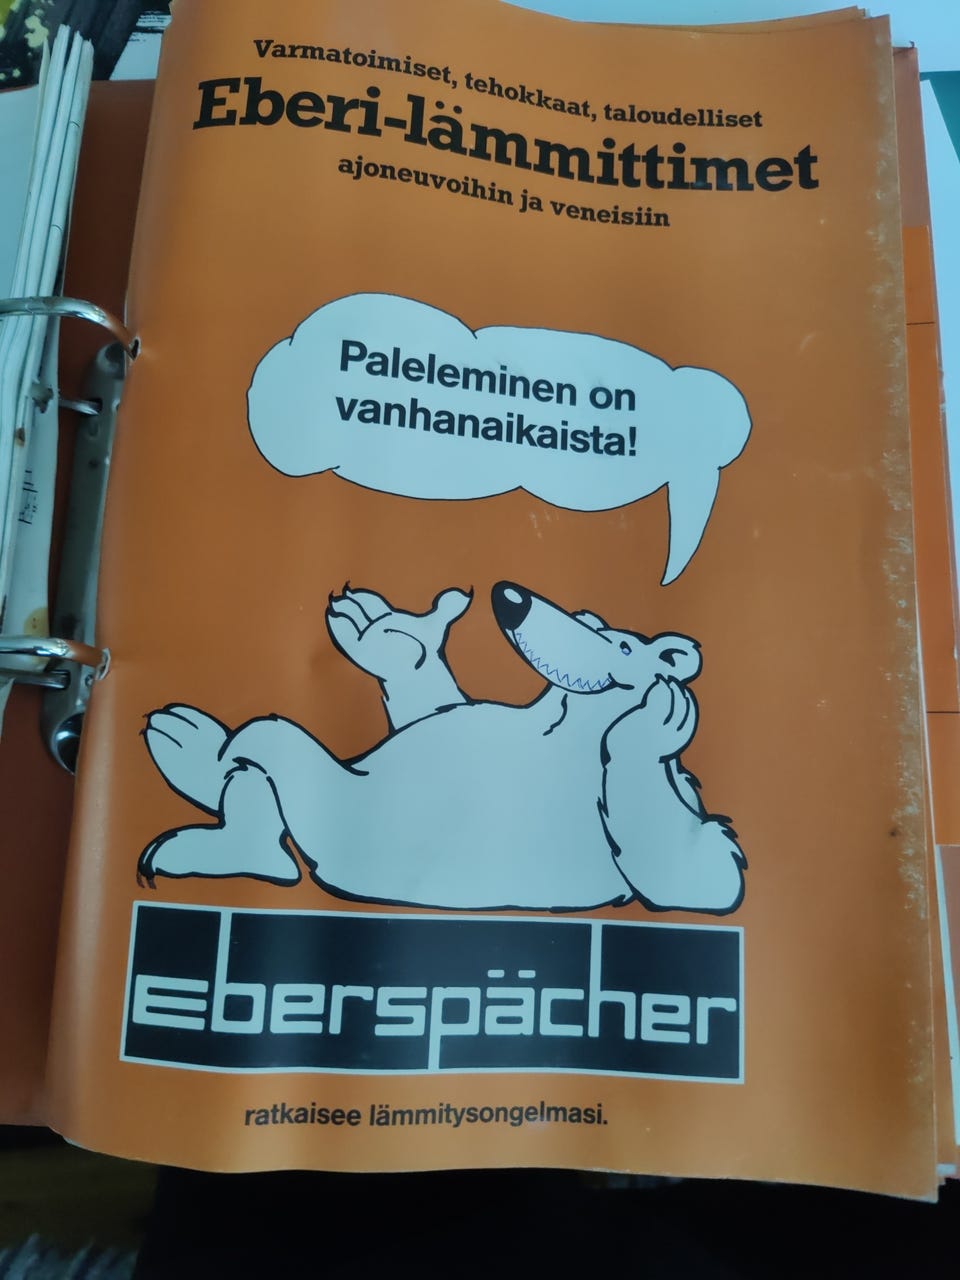 Varmatoimiset, tehokkaat, taloudelliset
Eberi-lämmittimet
ajoneuvoihin ja veneisiin
Paleleminen on
vanhanaikaista!
Eberspächer
ratkaisee lämmitysongelmasi.